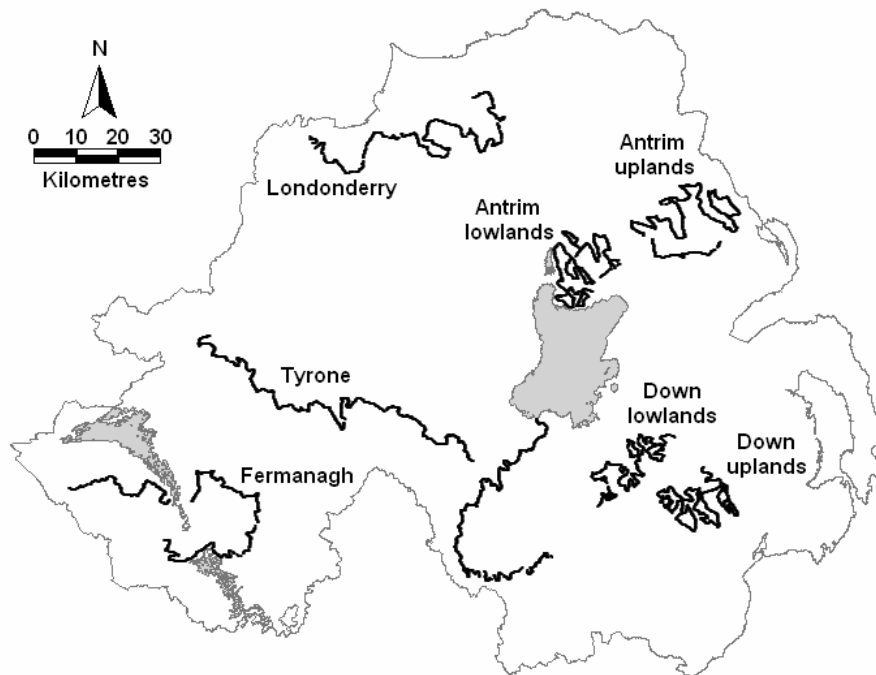 N
0 10 20 30
Kilometres
Londonderry
Antrim
uplands
Antrim
lowlands
Tyrone
Down
lowlands
Down
uplands
Fermanagh